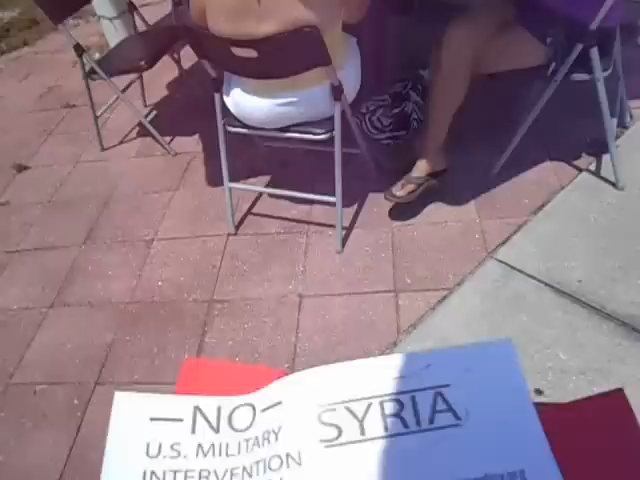 —NO—
U.S. MILITARY
INTERVENTION
SYRIA